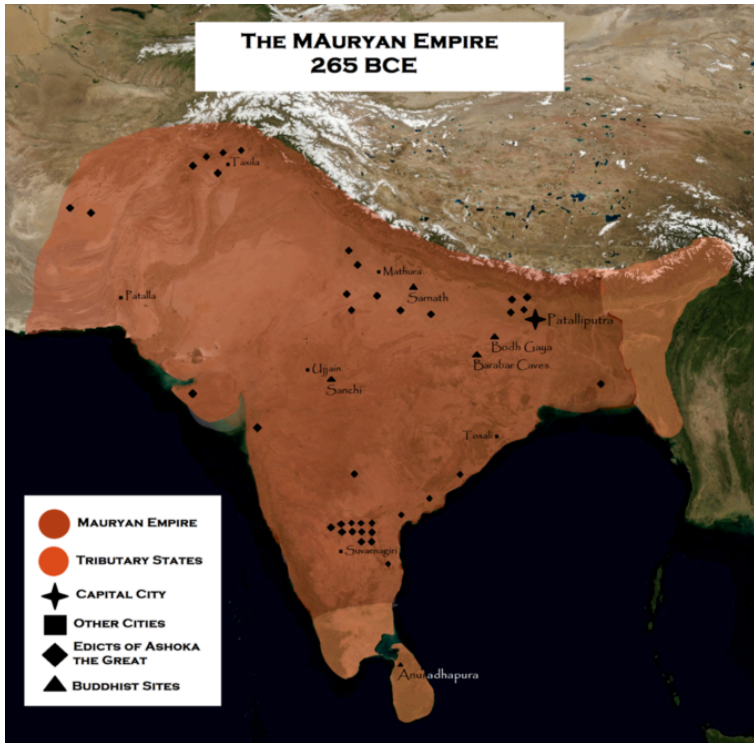 The Mauryan Empire
265 BCE
Taxila
Mathura
Patalla
Sarnath
Patalliputra
Bodh Gaya
Barabar Caves
Ujjain
Sanchi
Tosali
Mauryan Empire
Tributary States
Capital City
Suvarnagiri
Other Cities
Edicts of Ashoka
the Great
Buddhist Sites
Anuradhapura